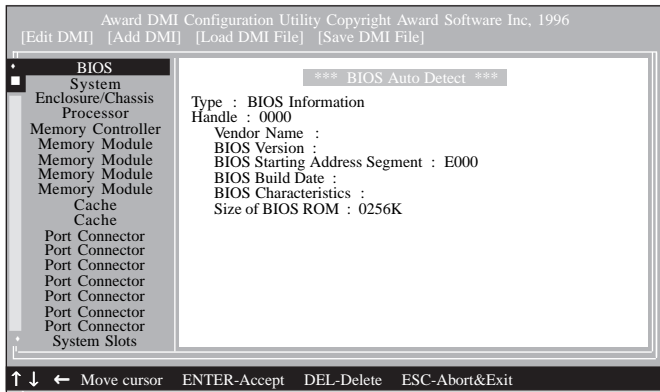 Award DMI Configuration Utility Copyright Award Software Inc, 1996
[Edit DMI] [Add DMI] [Load DMI File] [Save DMI File]
BIOS
System
Enclosure/Chassis
Processor
Memory Controller
Memory Module
Memory Module
Memory Module
Memory Module
Cache
Cache
Port Connector
Port Connector
Port Connector
Port Connector
Port Connector
Port Connector
Port Connector
System Slots
*** BIOS Auto Detect ***
Type : BIOS Information
Handle : 0000
Vendor Name :
BIOS Version :
BIOS Starting Address Segment : E000
BIOS Build Date :
BIOS Characteristics :
Size of BIOS ROM : 0256K
↑↓ ← Move cursor ENTER-Accept DEL-Delete ESC-Abort&Exit